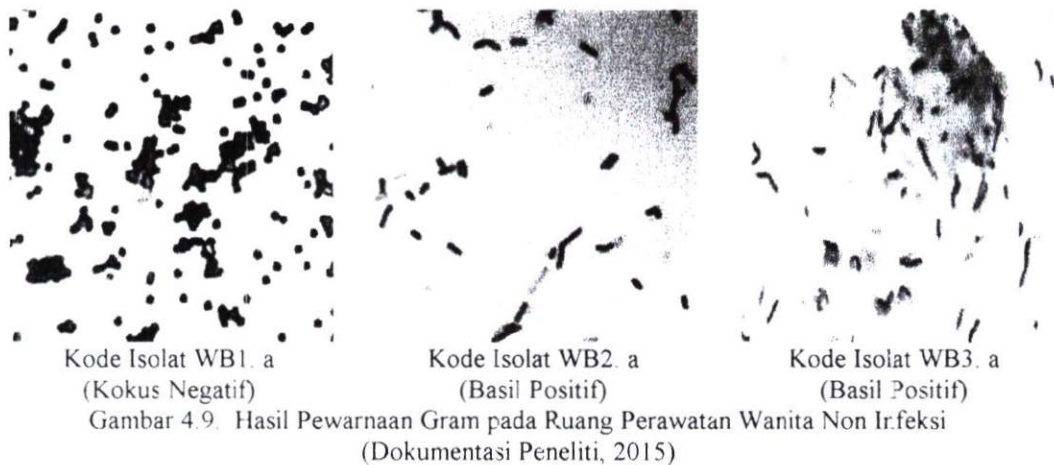 Kode Isolat WB1. a
(Kokus Negatif)
Kode Isolat WB2. a
(Basil Positif)
Kode Isolat WB3. a
(Basil Positif)
Gambar 4.9. Hasil Pewarnaan Gram pada Ruang Perawatan Wanita Non Infeksi
(Dokumentasi Peneliti, 2015)